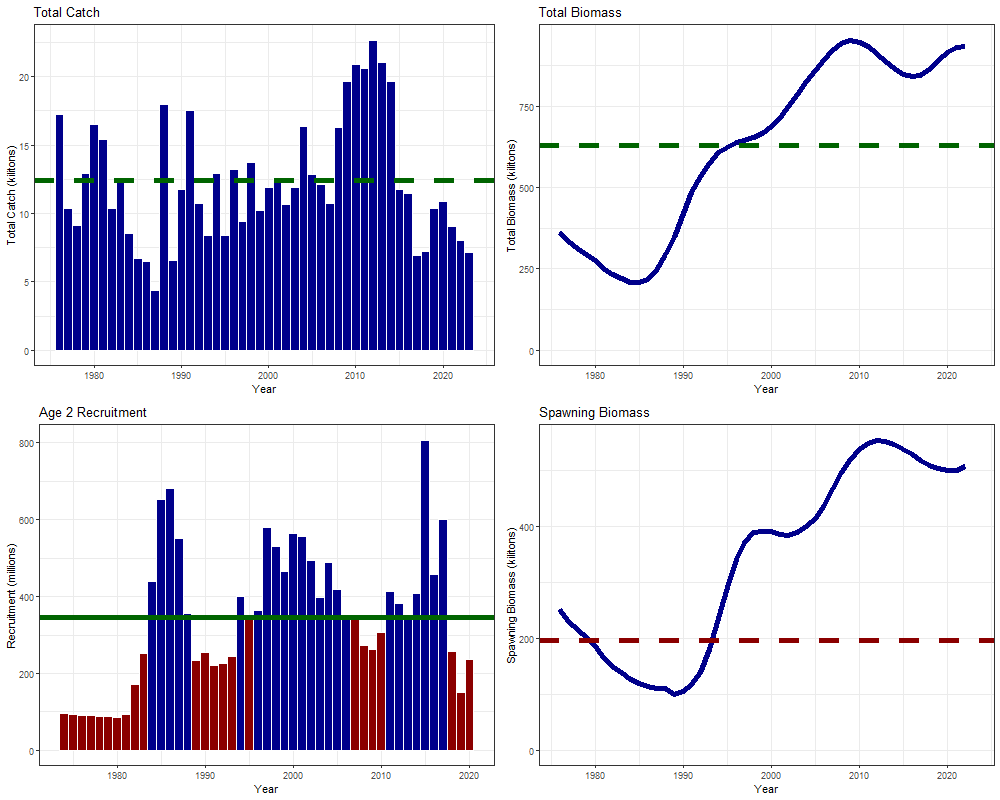 Total Catch
Total Catch (kilitons)
20
15
10
5
0
1980 1990 2000 2010 2020
Year
Total Biomass
Total Biomass (kilitons)
750
500
250
0
1980 1990 2000 2010 2020
Year
Age 2 Recruitment
Recruitment (millions)
800
600
400
200
0
1980 1990 2000 2010 2020
Year
Spawning Biomass
Spawning Biomass (kilitons)
400
200
0
1980 1990 2000 2010 2020
Year